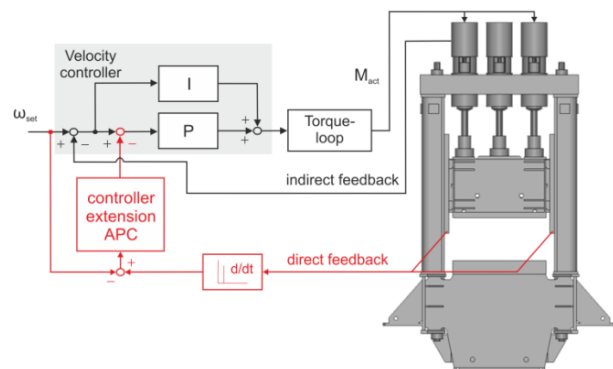 Velocity
controller
I
ω_set
+
−
+
−
P
+
+
Torque-
loop
M_act
indirect feedback
controller
extension
APC
direct feedback
d/dt
−
+